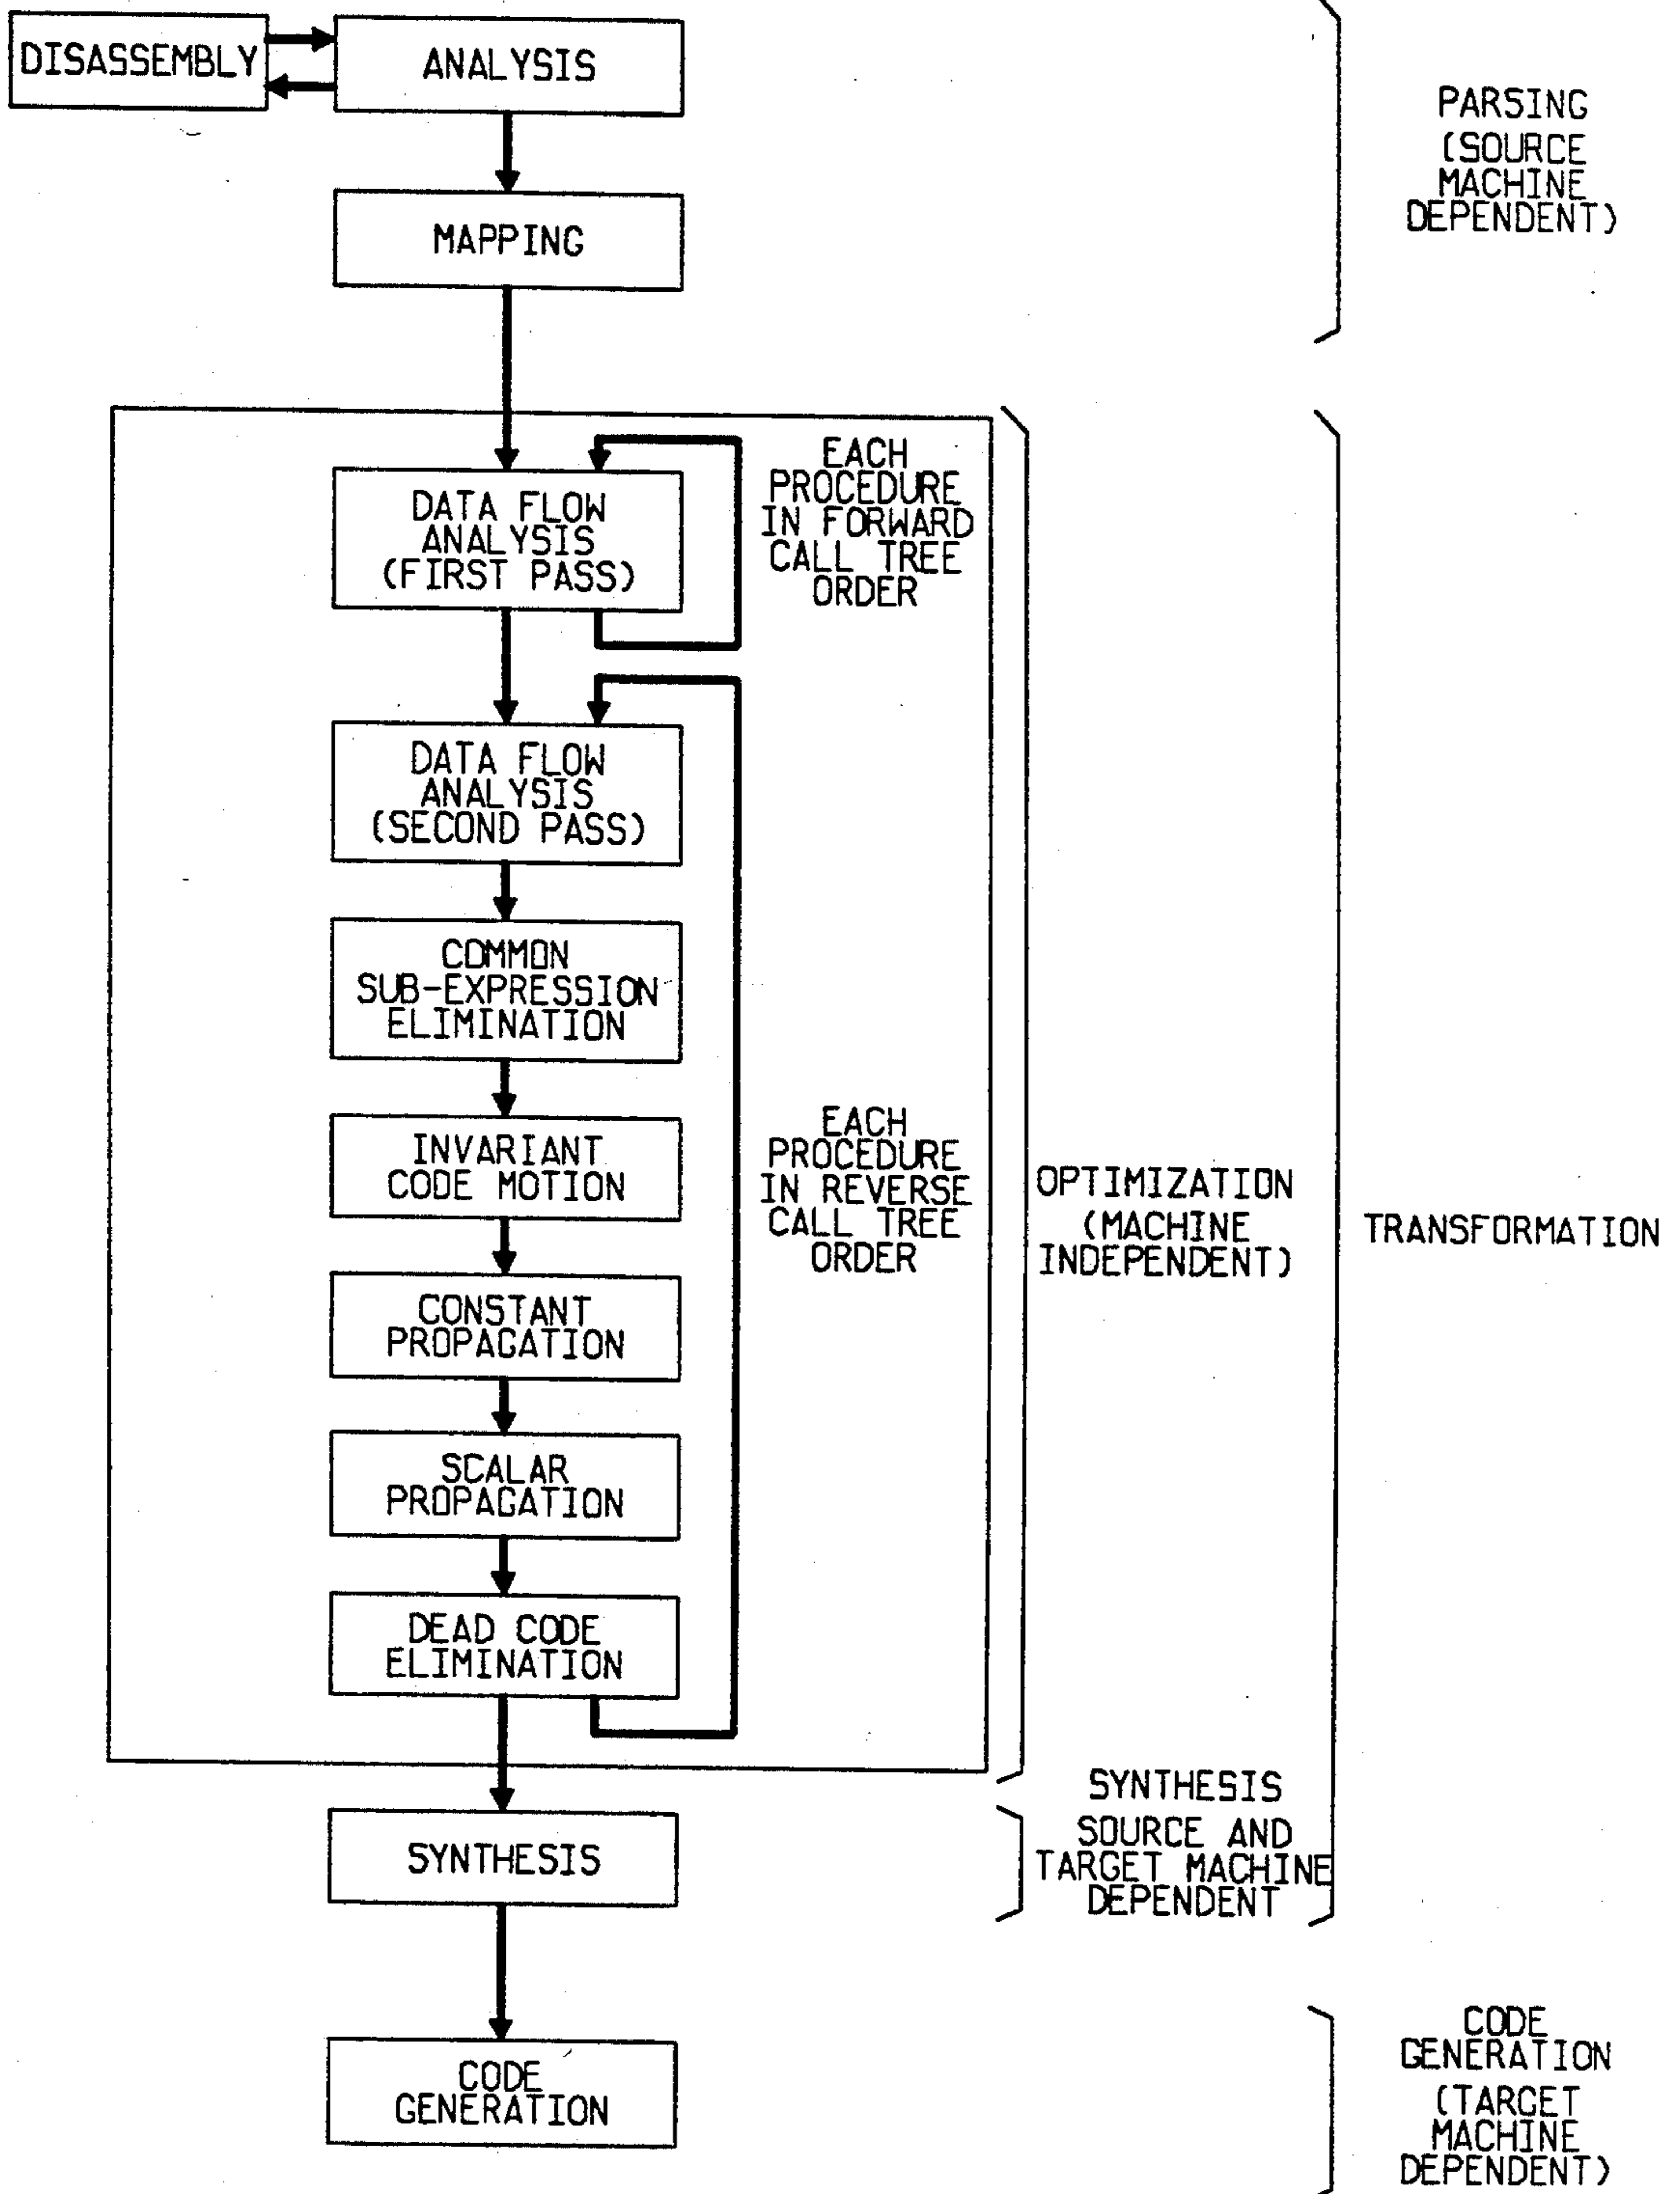 DISASSEMBLY
ANALYSIS
PARSING
(SOURCE
MACHINE
DEPENDENT)
MAPPING
DATA FLOW
ANALYSIS
(FIRST PASS)
EACH
PROCEDURE
IN FORWARD
CALL TREE
ORDER
DATA FLOW
ANALYSIS
(SECOND PASS)
COMMON
SUB-EXPRESSION
ELIMINATION
INVARIANT
CODE MOTION
EACH
PROCEDURE
IN REVERSE
CALL TREE
ORDER
OPTIMIZATION
(MACHINE
INDEPENDENT)
TRANSFORMATION
CONSTANT
PROPAGATION
SCALAR
PROPAGATION
DEAD CODE
ELIMINATION
SYNTHESIS
SYNTHESIS
SOURCE AND
TARGET MACHINE
DEPENDENT
CODE
GENERATION
CODE
GENERATION
(TARGET
MACHINE
DEPENDENT)